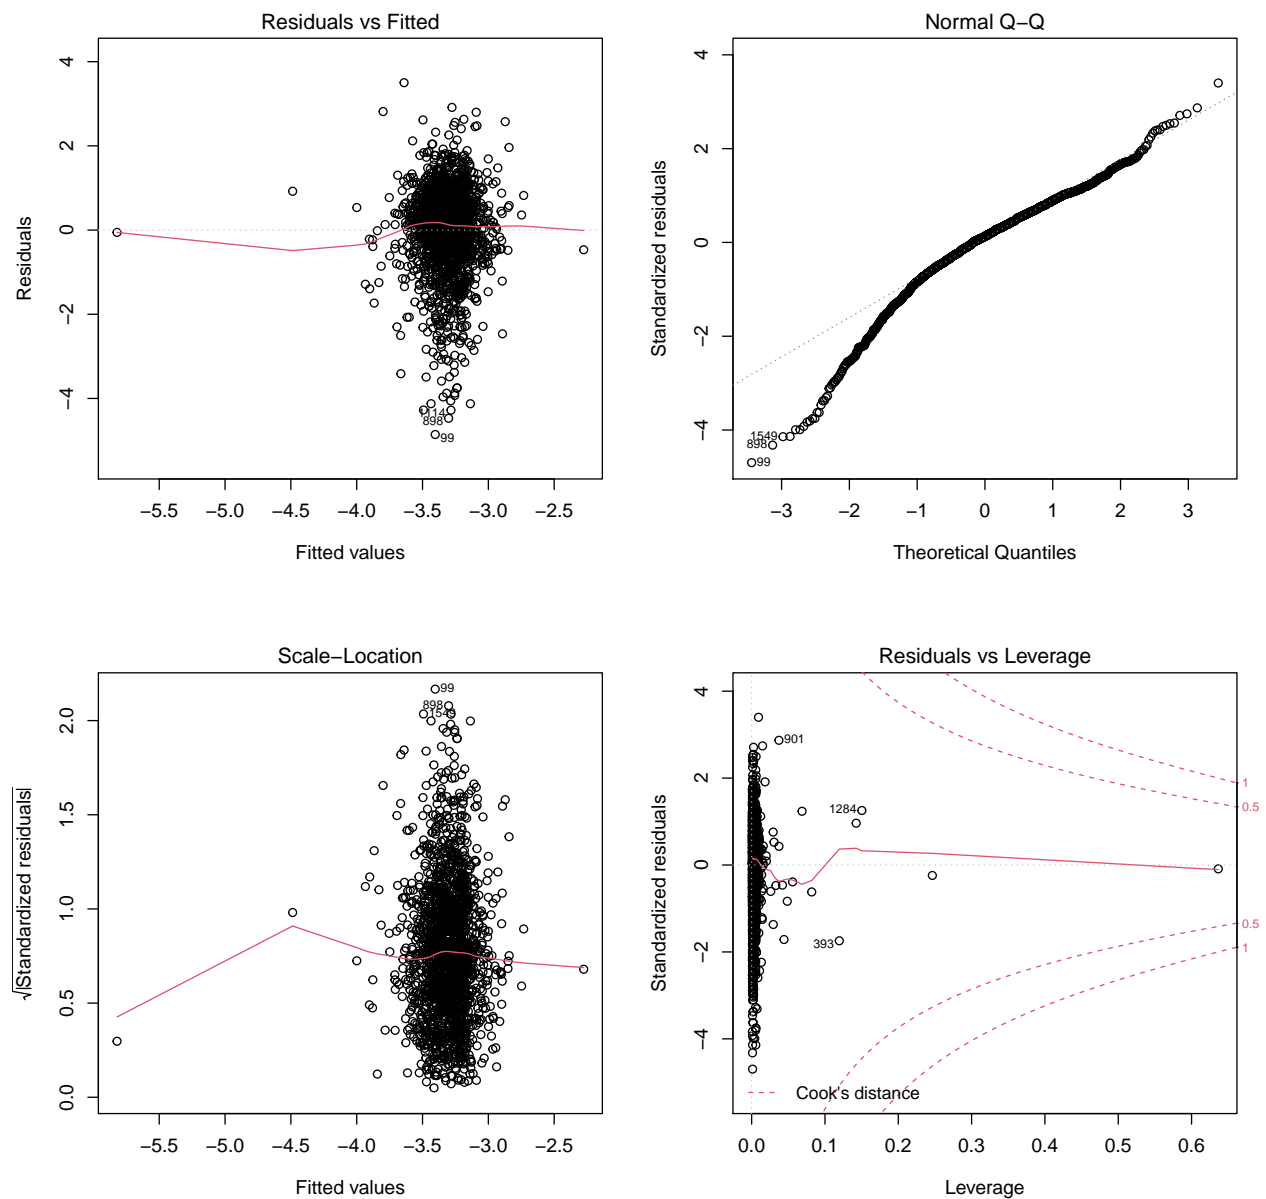 Residuals vs Fitted
Residuals
4
2
0
−2
−4
1114
898
99
−5.5 −5.0 −4.5 −4.0 −3.5 −3.0 −2.5
Fitted values
Normal Q−Q
Standardized residuals
4
2
0
−2
−4
1549
898
99
−3 −2 −1 0 1 2 3
Theoretical Quantiles
Scale−Location
√|Standardized residuals|
2.0
1.5
1.0
0.5
0.0
99
898
1549
−5.5 −5.0 −4.5 −4.0 −3.5 −3.0 −2.5
Fitted values
Residuals vs Leverage
Standardized residuals
4
2
0
−2
−4
901
1284
393
1
0.5
0.5
1
Cook's distance
0.0 0.1 0.2 0.3 0.4 0.5 0.6
Leverage